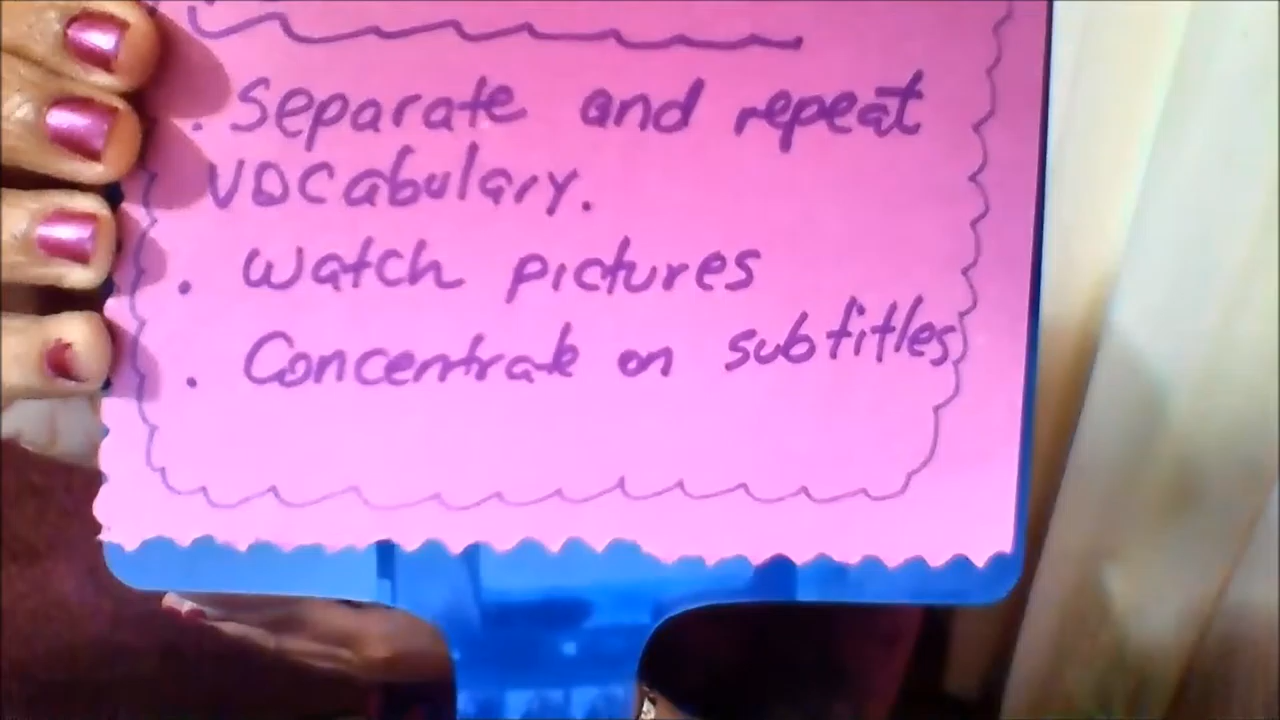 . Separate and repeat
vocabulary.
. Watch pictures
. Concentrate on subtitles